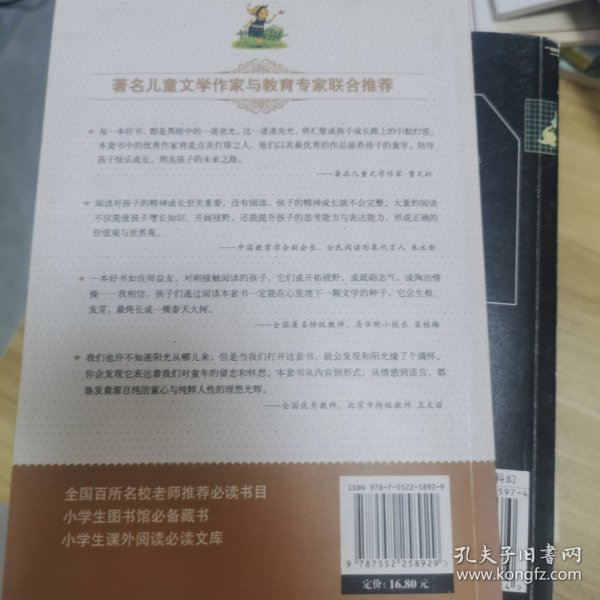 著名儿童文学作家与教育专家联合推荐
★ 每一本好书，都是黑暗中的一道亮光，这一道道亮光，将汇聚成孩子成长路上的引航灯塔。
本套书中的优秀作家将是点亮灯塔之人，他们以其最优秀的作品滋养孩子的童年，陪伴
孩子快乐成长，照亮孩子的未来之路。
——著名儿童文学作家 曹文轩
★ 阅读对孩子的精神成长至关重要，没有阅读，孩子的精神成长就不会完整。大量的阅读
不仅能使孩子增长知识、开阔视野，还能提升孩子的思考能力与表达能力，形成正确的
价值观与世界观。
——中国教育学会副会长、全民阅读形象代言人 朱永新
★ 一本好书如良师益友，对刚接触阅读的孩子，它们或开拓视野，或砥砺志气，或陶冶情
操——我相信，孩子们通过阅读本套书一定能在心里埋下一颗文学的种子，它会生根、
发芽，最终长成一棵参天大树。
——全国著名特级教师、清华附小校长 窦桂梅
★ 我们也许不知道阳光从哪儿来，但是当我们打开这套书，就会发现和阳光撞了个满怀。
你会发现它表达着我们对童年的留恋和怀想。本套书从内容到形式，从情感到语言，都
焕发着源自纯洁童心与纯粹人性的理想光辉。
——全国优秀教师、北京市特级教师 王文丽
全国百所名校老师推荐必读书目
小学生图书馆必备藏书
小学生课外阅读必读文库
ISBN 978-7-5522-5892-9
9 787552 258929 >
定价: 16.80 元
科幻
597-4
4 >
孔夫子旧书网
www.kongfz.com